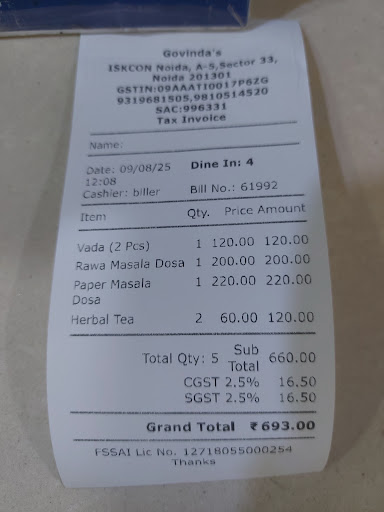 Govinda's
ISKCON Noida, A-5,Sector 33,
Noida 201301
GSTIN:09AAATI0017P6ZG
9319681505,9810514520
SAC:996331
Tax Invoice
Name:
Date: 09/08/25 Dine In: 4
12:08
Cashier: biller Bill No.: 61992
Item Qty. Price Amount
Vada (2 Pcs) 1 120.00 120.00
Rawa Masala Dosa 1 200.00 200.00
Paper Masala 1 220.00 220.00
Dosa
Herbal Tea 2 60.00 120.00
Total Qty: 5 Sub Total 660.00
CGST 2.5% 16.50
SGST 2.5% 16.50
Grand Total ₹693.00
FSSAI Lic No. 12718055000254
Thanks